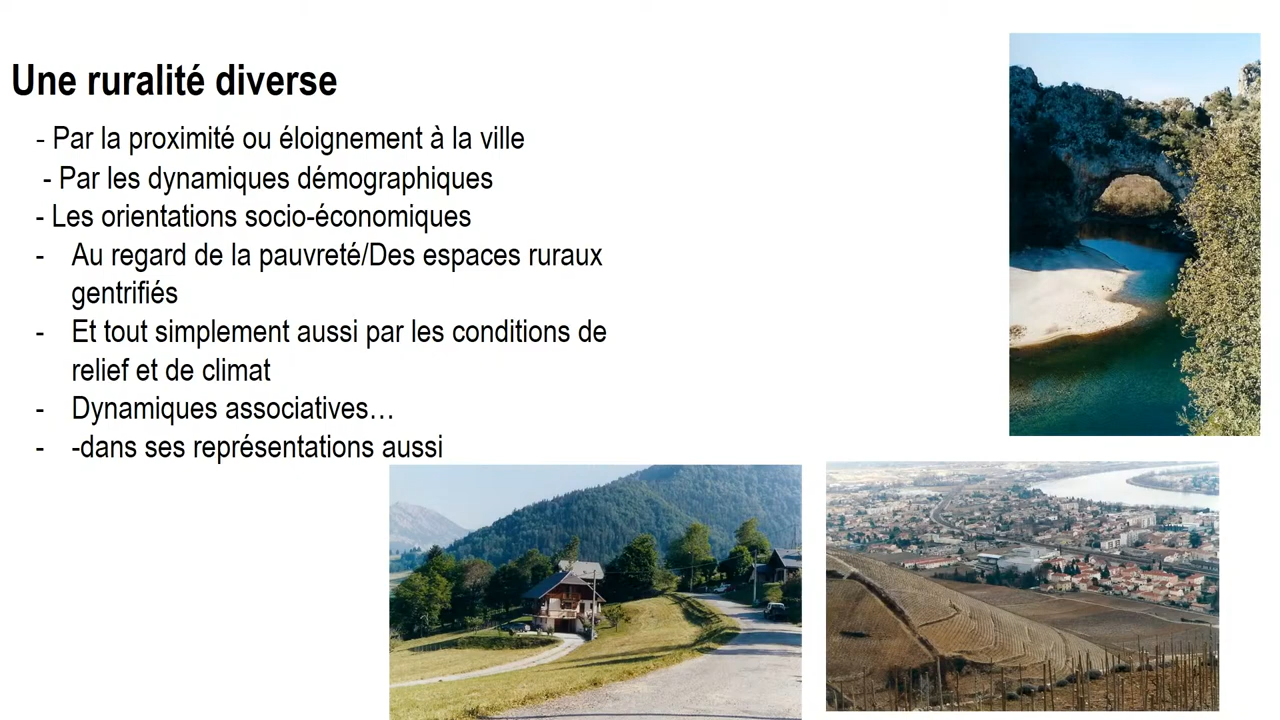 Une ruralité diverse
- Par la proximité ou éloignement à la ville
- Par les dynamiques démographiques
- Les orientations socio-économiques
- Au regard de la pauvreté/Des espaces ruraux
gentrifiés
- Et tout simplement aussi par les conditions de
relief et de climat
- Dynamiques associatives…
- -dans ses représentations aussi